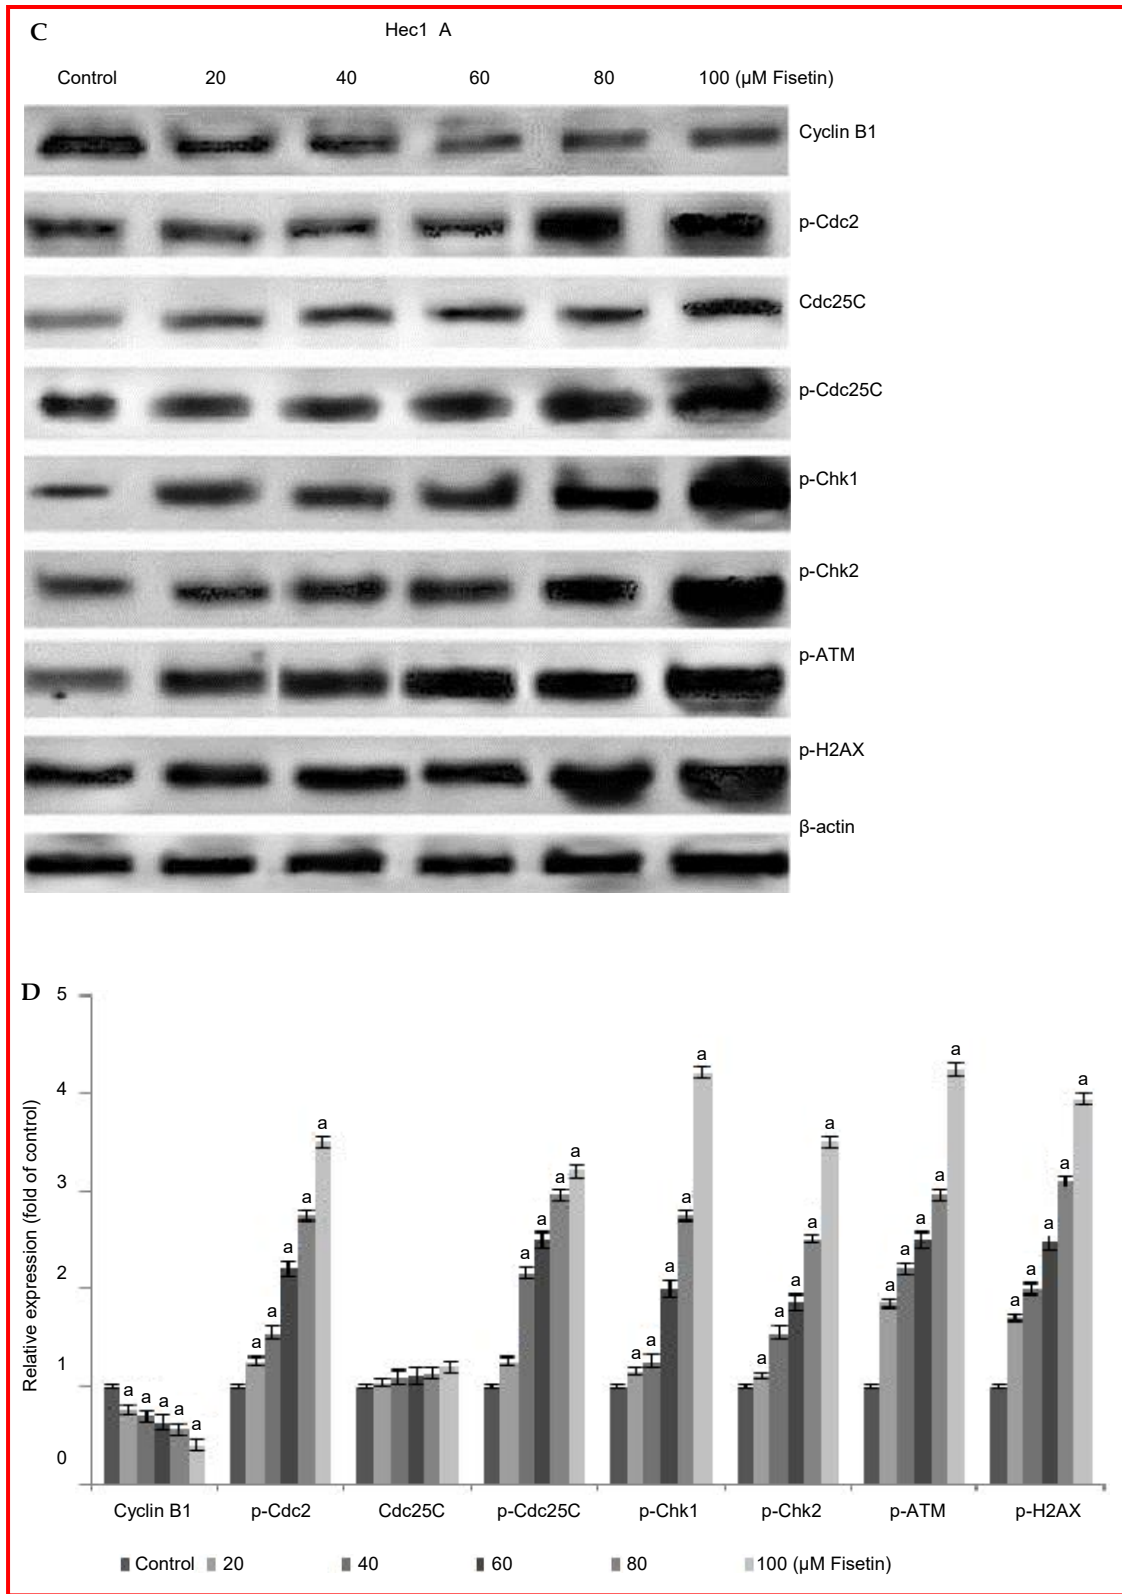 C
Hec1 A
Control 20 40 60 80 100 (µM Fisetin)
Cyclin B1
p-Cdc2
Cdc25C
p-Cdc25C
p-Chk1
p-Chk2
p-ATM
p-H2AX
β-actin
D
Relative expression (fold of control)
5
4
3
2
1
0
a a a a a
a a a a a
a a a a
a a a a a
a a a a a
a a a a a
a a a a a
Cyclin B1 p-Cdc2 Cdc25C p-Cdc25C p-Chk1 p-Chk2 p-ATM p-H2AX
Control 20 40 60 80 100 (µM Fisetin)